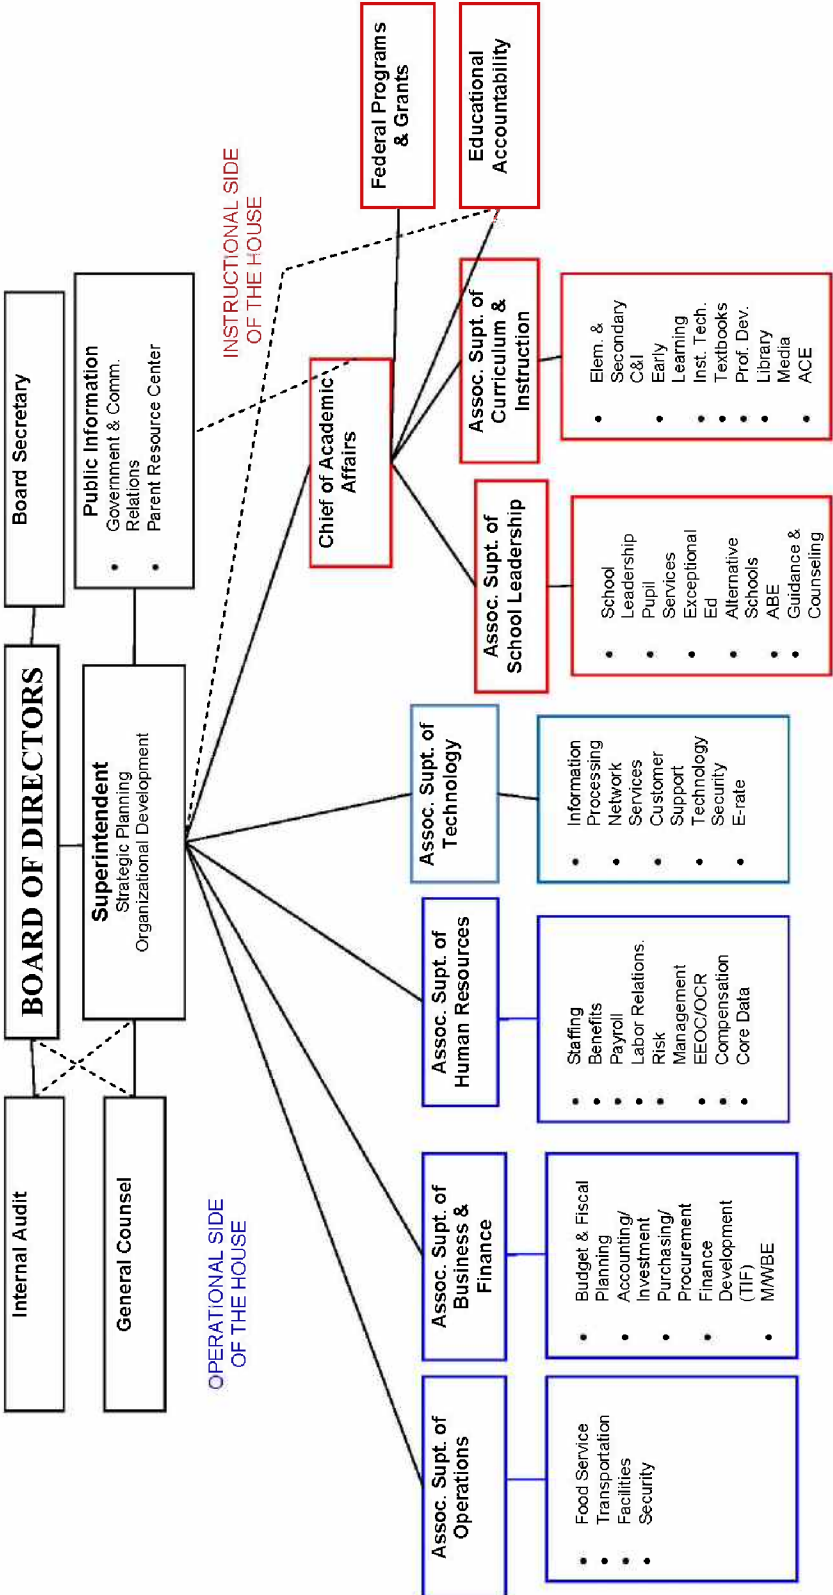 Internal Audit
BOARD OF DIRECTORS
Board Secretary
General Counsel
Superintendent
Strategic Planning
Organizational Development
Public Information
• Government & Comm.
Relations
• Parent Resource Center
OPERATIONAL SIDE
OF THE HOUSE
INSTRUCTIONAL SIDE
OF THE HOUSE
Chief of Academic
Affairs
Federal Programs
& Grants
Assoc. Supt. of
Operations
Assoc. Supt. of
Business &
Finance
Assoc. Supt. of
Human Resources
Assoc. Supt. of
Technology
Assoc. Supt. of
School Leadership
Assoc. Supt. of
Curriculum &
Instruction
Educational
Accountability
• Food Service
• Transportation
• Facilities
• Security
• Budget & Fiscal
Planning
• Accounting/
Investment
• Purchasing/
Procurement
• Finance
Development
(TIF)
• M/WBE
• Staffing
• Benefits
• Payroll
• Labor Relations.
• Risk
Management
• EEOC/OCR
• Compensation
• Core Data
• Information
Processing
• Network
Services
• Customer
Support
• Technology
Security
• E-rate
• School
Leadership
• Pupil
Services
• Exceptional
Ed
• Alternative
Schools
• ABE
• Guidance &
Counseling
• Elem. &
Secondary
C&I
• Early
Learning
• Inst. Tech.
• Textbooks
• Prof. Dev.
• Library
Media
• ACE